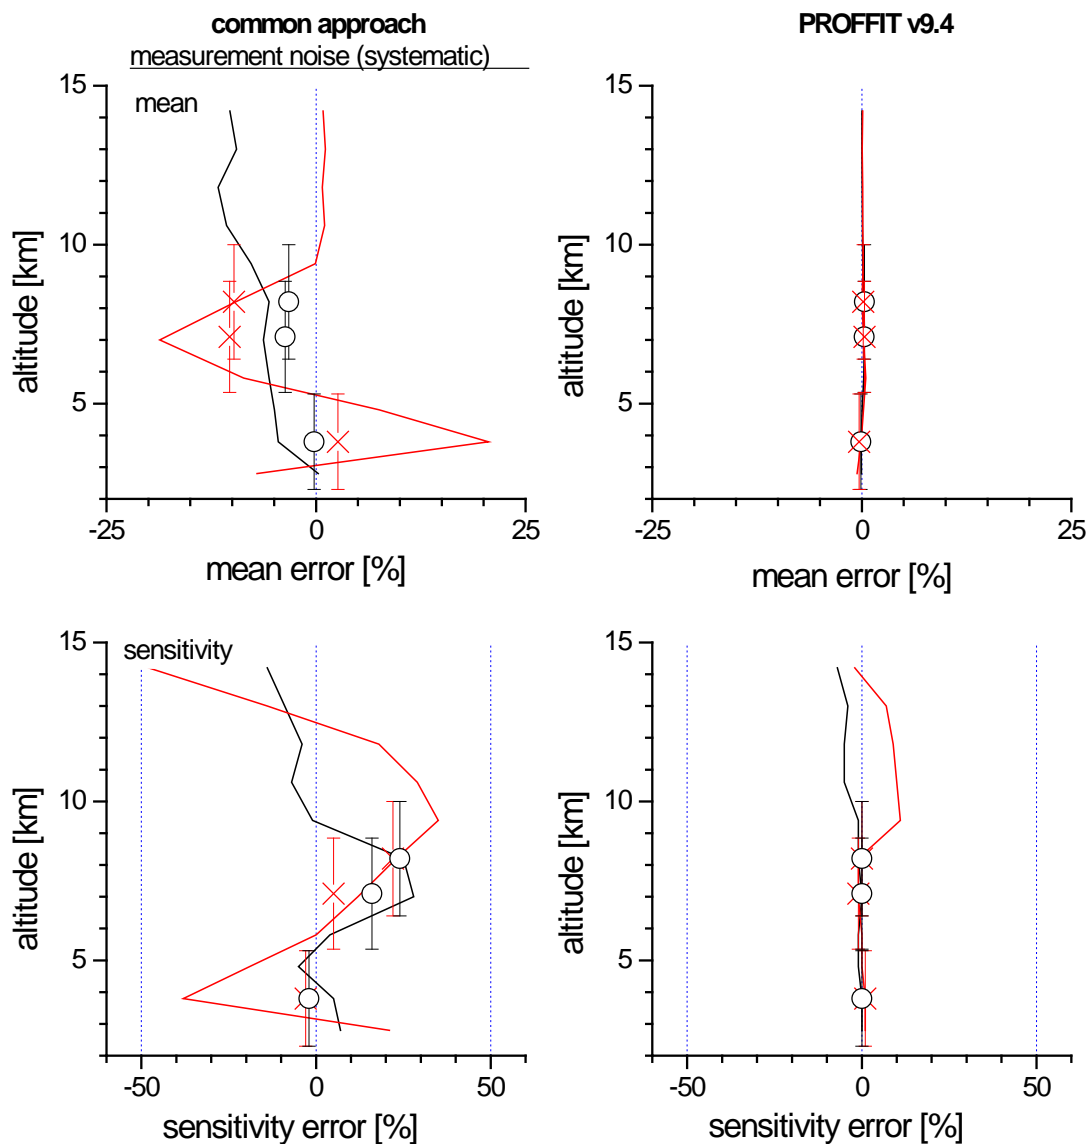 common approach
PROFFIT v9.4
measurement noise (systematic)
mean
15
10
5
altitude [km]
-25
0
25
mean error [%]
15
10
5
altitude [km]
-25
0
25
mean error [%]
sensitivity
15
10
5
altitude [km]
-50
0
50
sensitivity error [%]
15
10
5
altitude [km]
-50
0
50
sensitivity error [%]